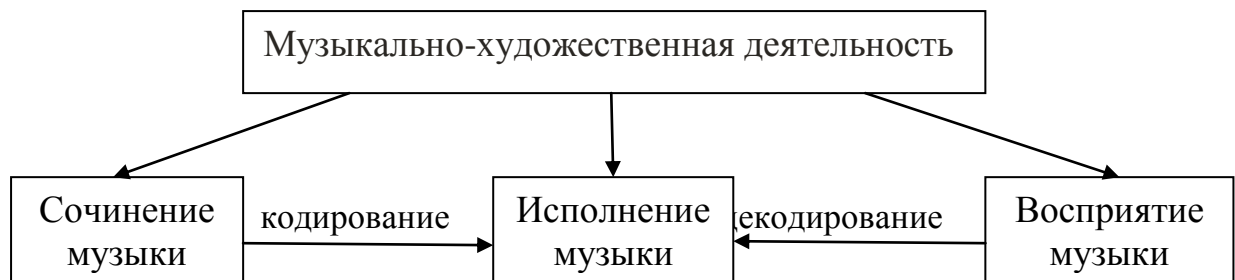 Музыкально-художественная деятельность
Сочинение
музыки
кодирование
Исполнение
музыки
декодирование
Восприятие
музыки